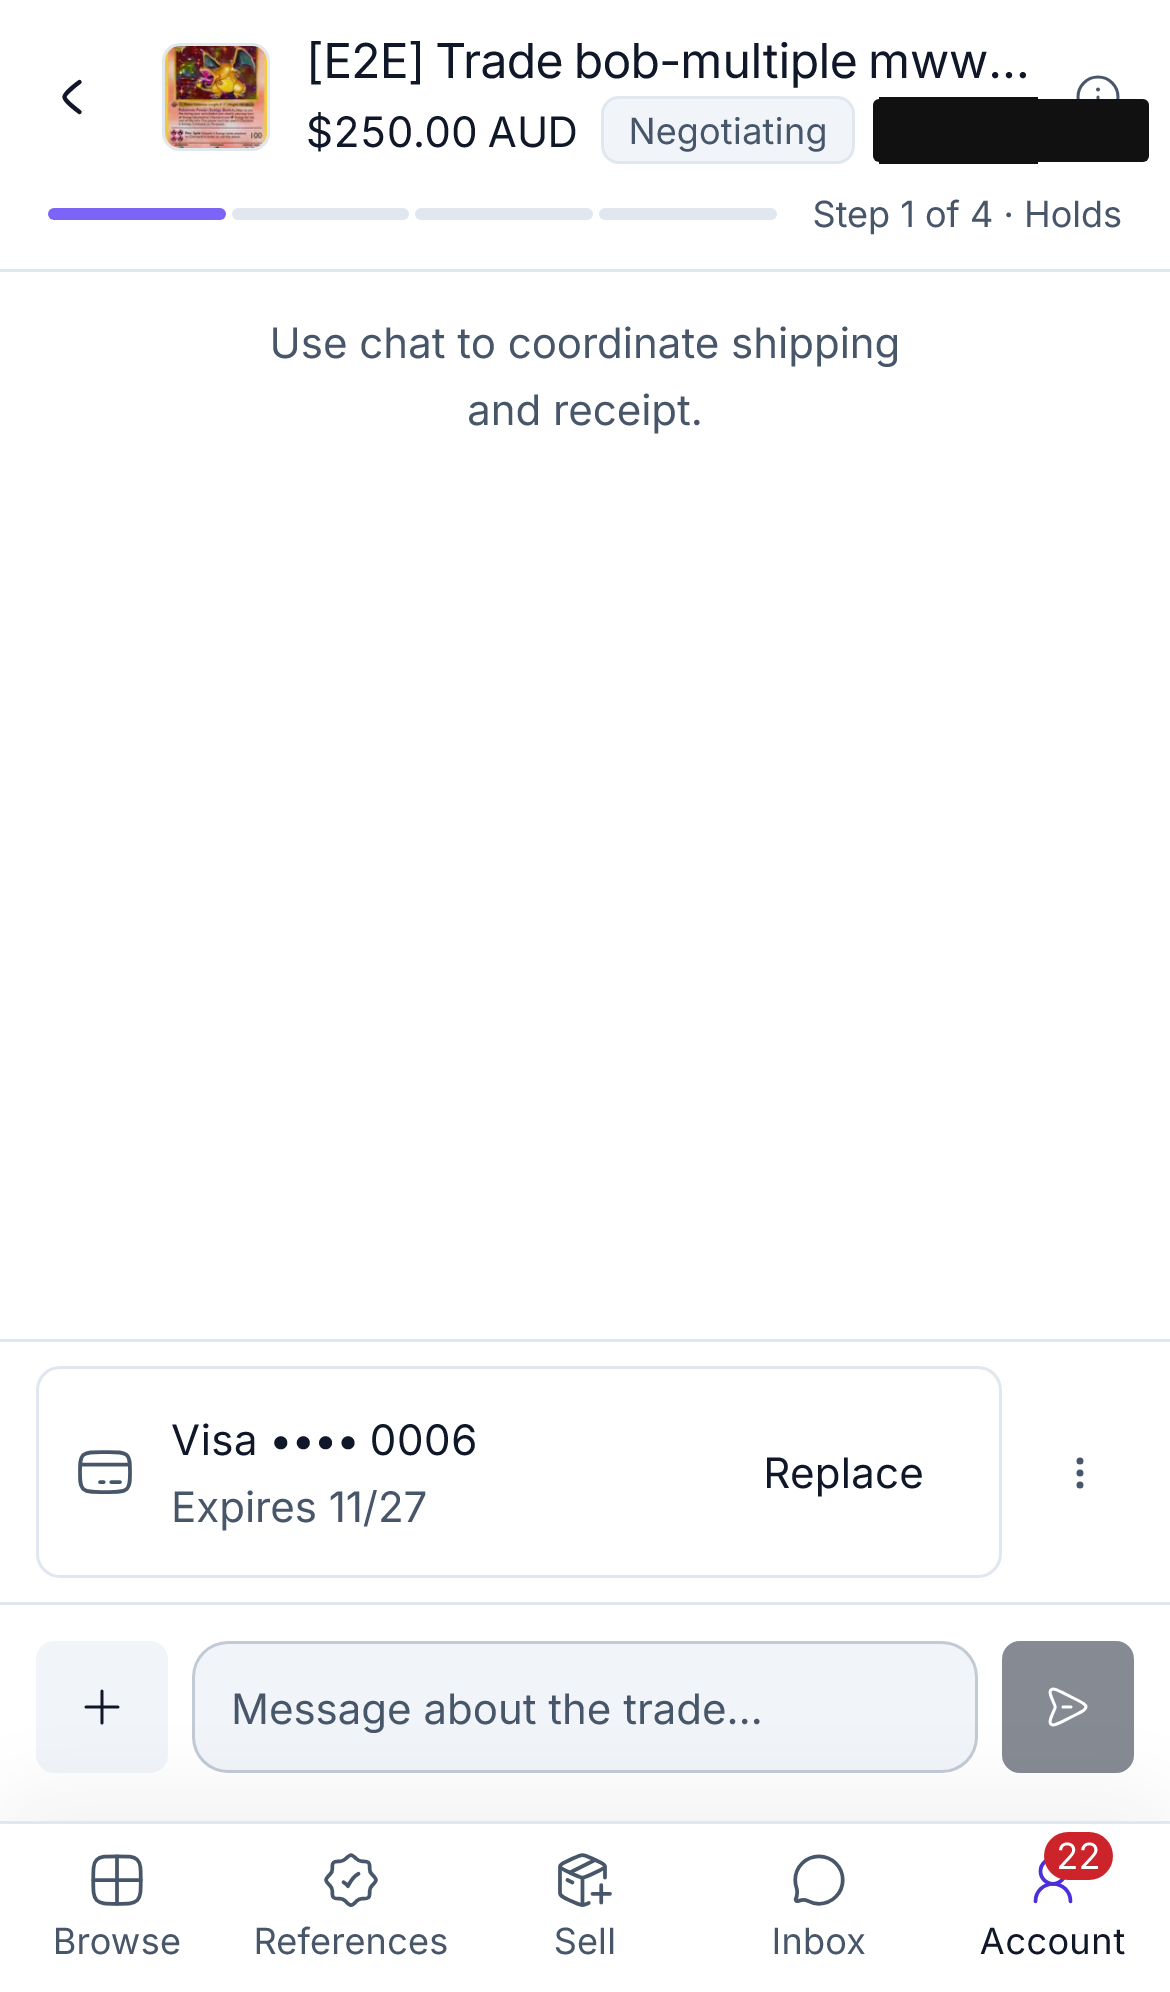 [E2E] Trade bob-multiple mww...
$250.00 AUD Negotiating
Step 1 of 4 · Holds
Use chat to coordinate shipping
and receipt.
Visa •••• 0006
Expires 11/27
Replace
Message about the trade...
22
Browse
References
Sell
Inbox
Account